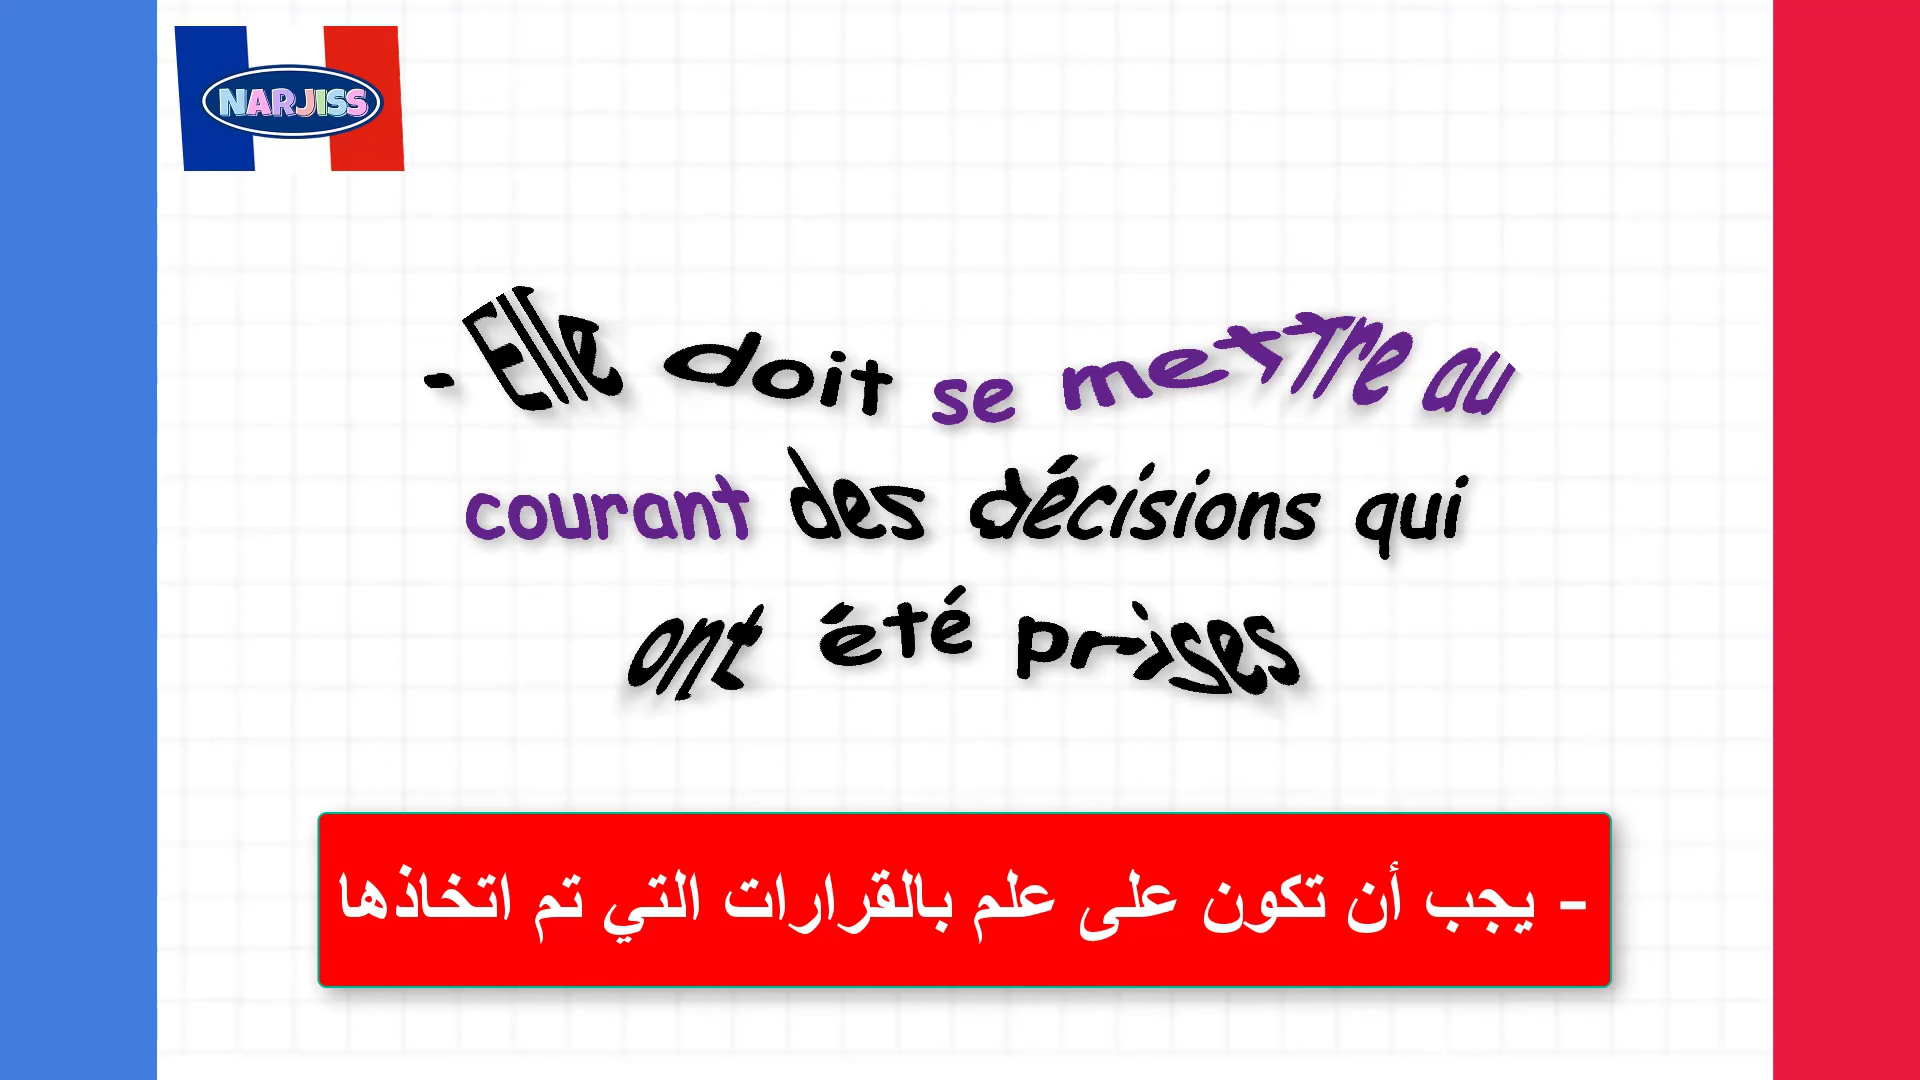 NARJISS
- Elle doit se mettre au
courant des décisions qui
ont été prises
- يجب أن تكون على علم بالقرارات التي تم اتخاذها